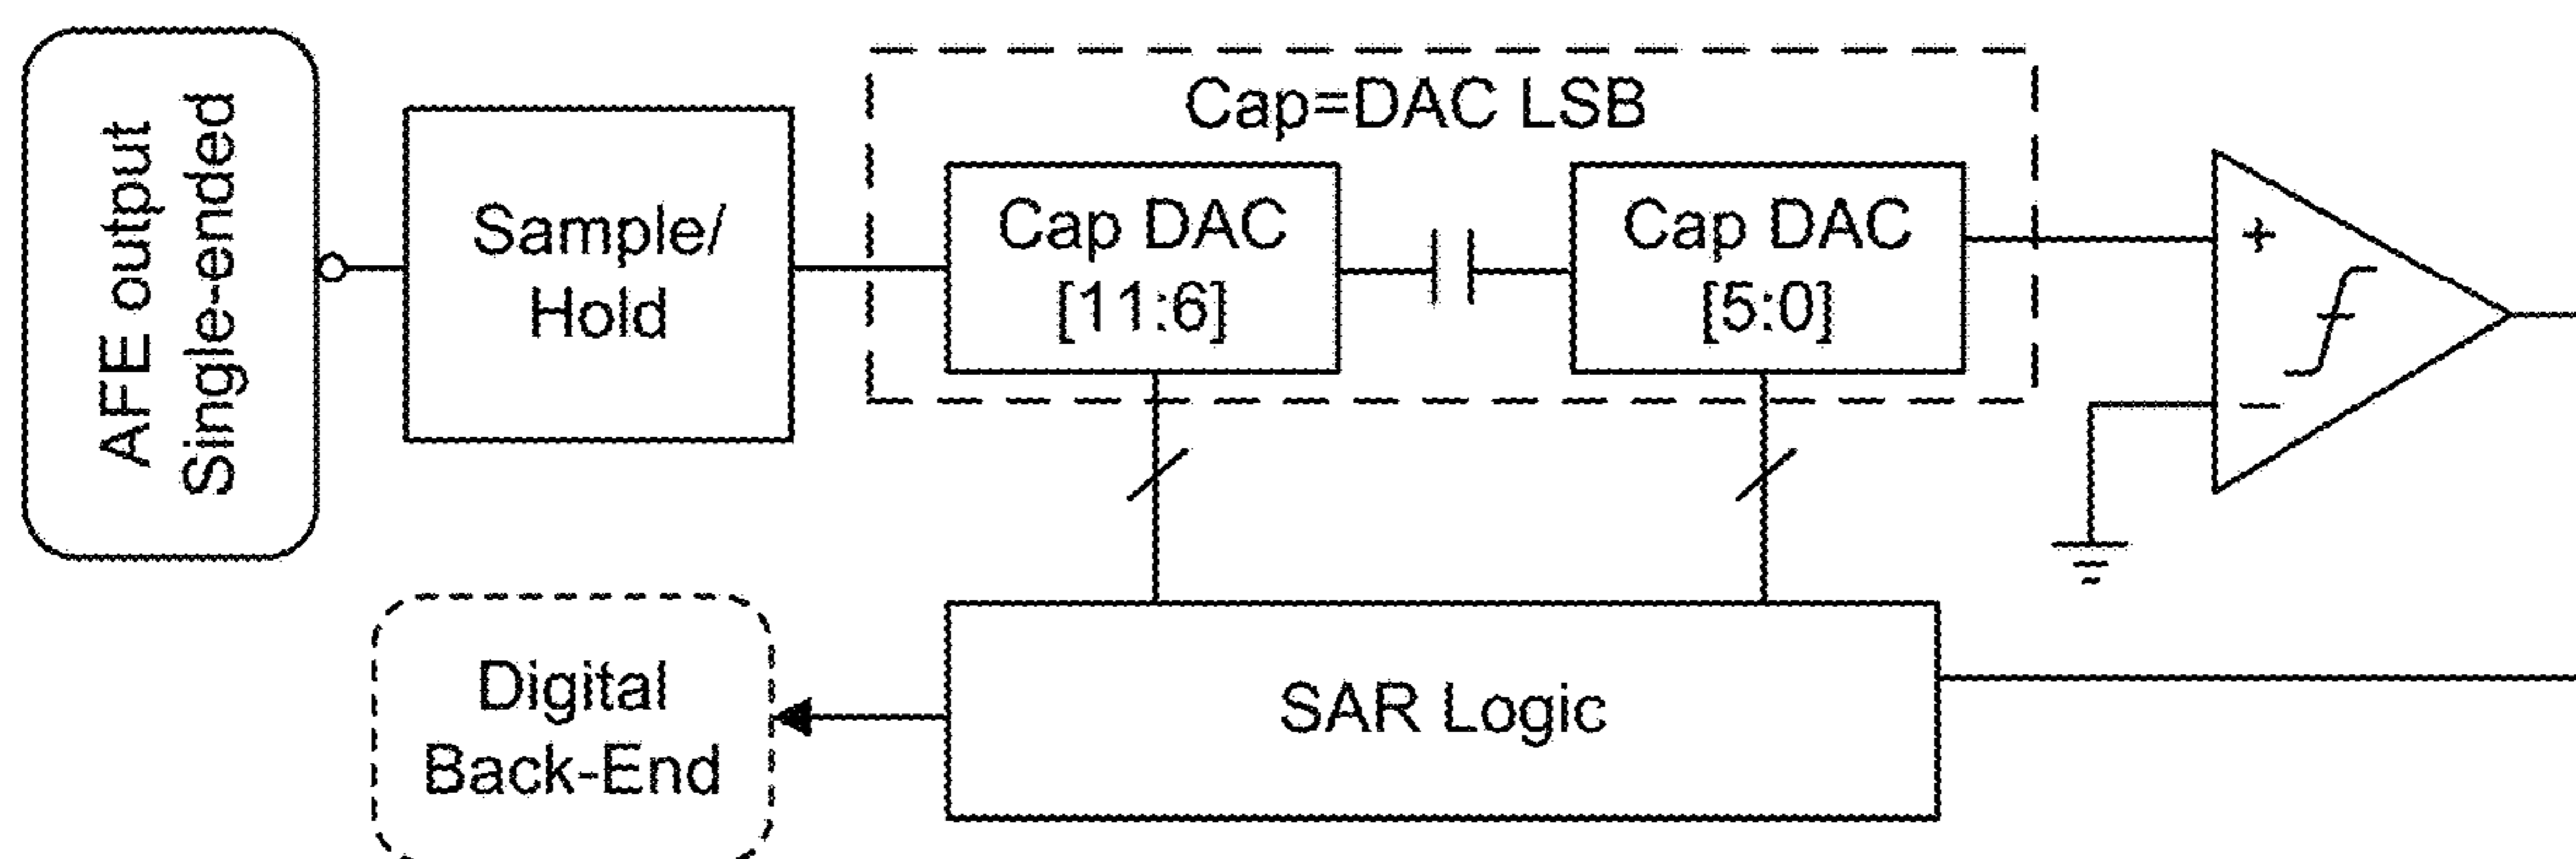 AFE output
Single-ended
Sample/
Hold
Cap=DAC LSB
Cap DAC
[11:6]
Cap DAC
[5:0]
+
−
SAR Logic
Digital
Back-End